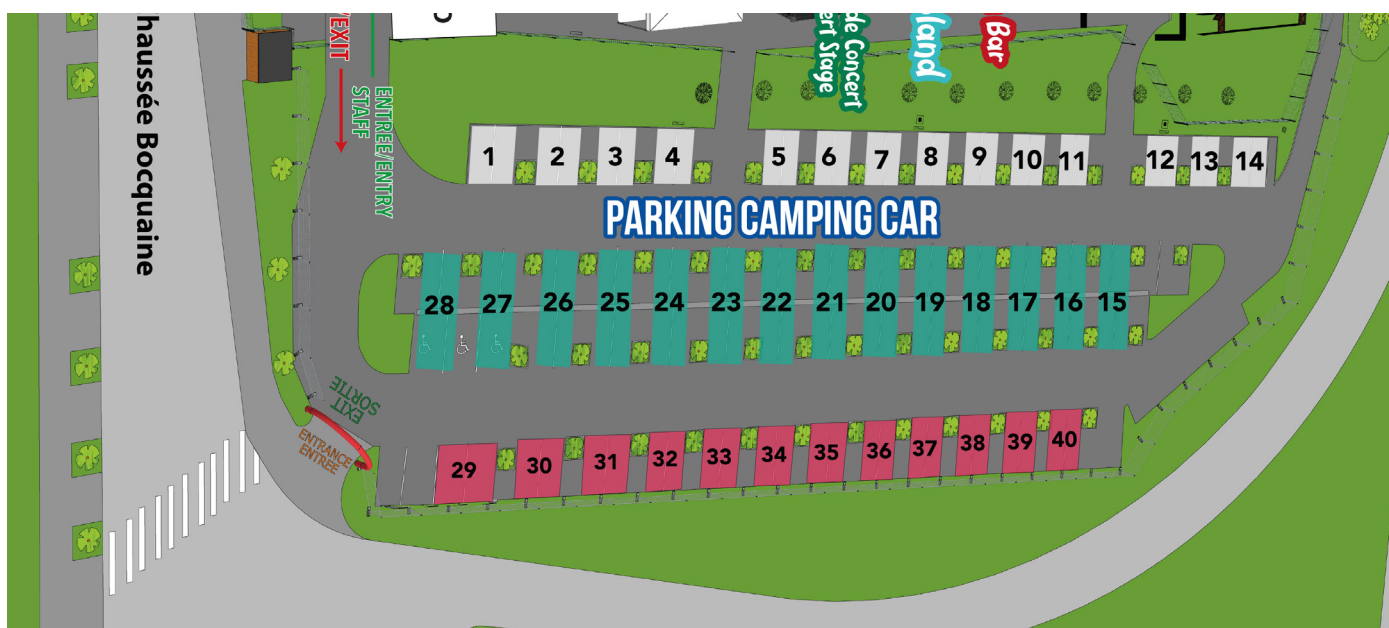 haussée Bocquaine
/EXIT
ENTREE/ENTRY
STAFF
de Concert
ert Stage
land
Bar
1 2 3 4 5 6 7 8 9 10 11 12 13 14
PARKING CAMPING CAR
28 27 26 25 24 23 22 21 20 19 18 17 16 15
EXIT
SORTIE
ENTRANCE
ENTREE
29 30 31 32 33 34 35 36 37 38 39 40